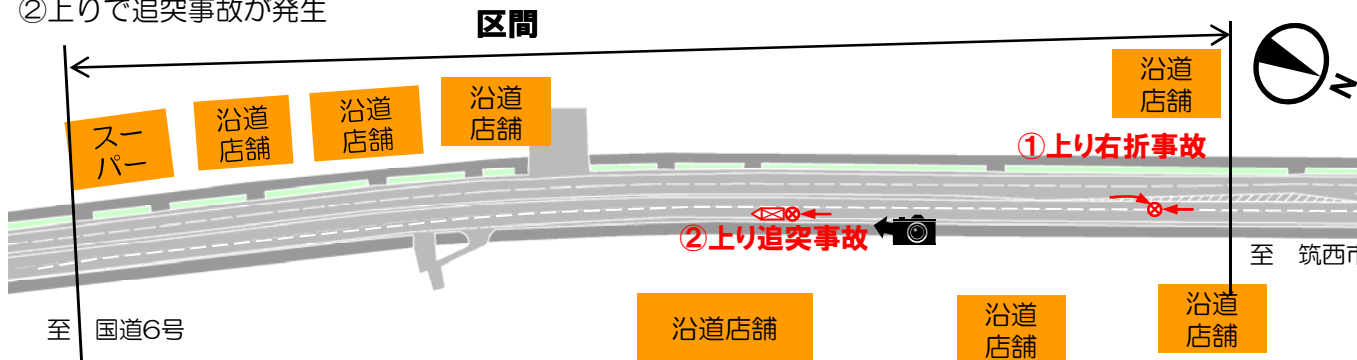 ②上りで追突事故が発生
区間
スー
パー
沿道
店舗
沿道
店舗
沿道
店舗
沿道
店舗
N
①上り右折事故
②上り追突事故
至 筑西市
至 国道6号
沿道店舗
沿道
店舗
沿道
店舗